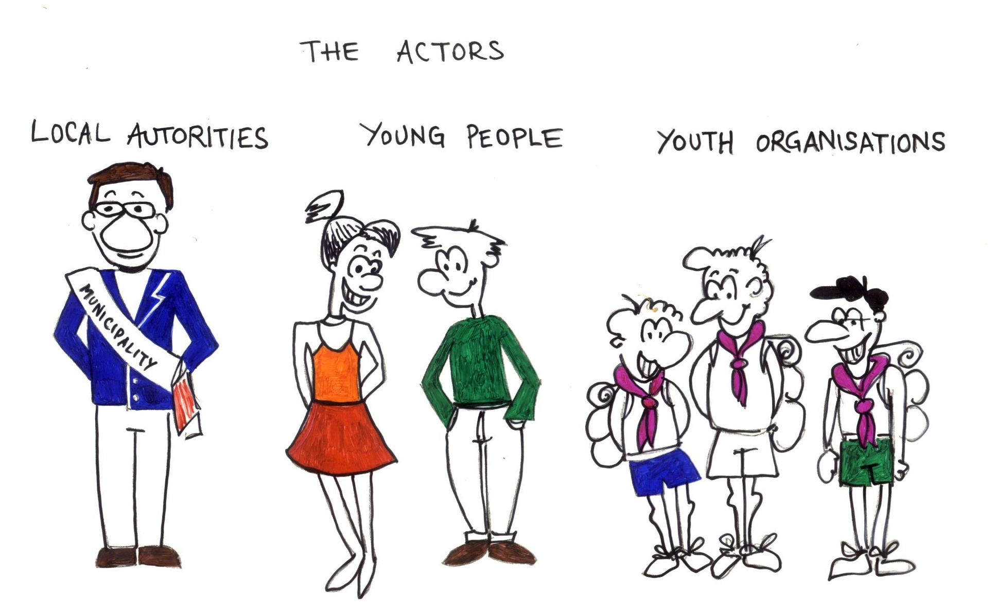 THE ACTORS
LOCAL AUTORITIES
YOUNG PEOPLE
YOUTH ORGANISATIONS
MUNICIPALITY